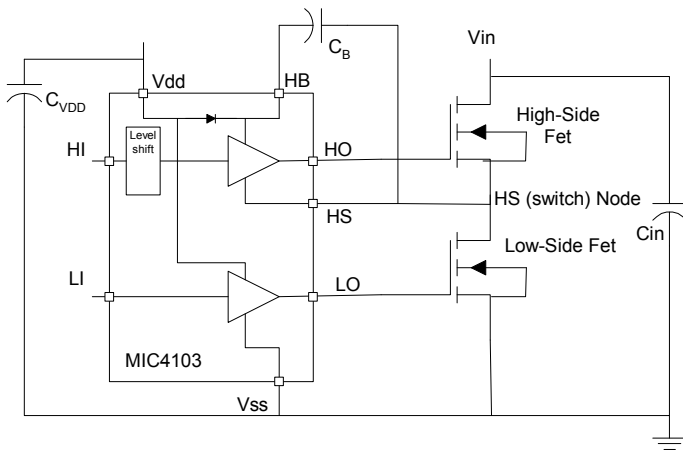 Vin
C_B
Vdd
HB
C_VDD
Level
shift
High-Side
Fet
HI
HO
HS
HS (switch) Node
Cin
Low-Side Fet
LI
LO
MIC4103
Vss